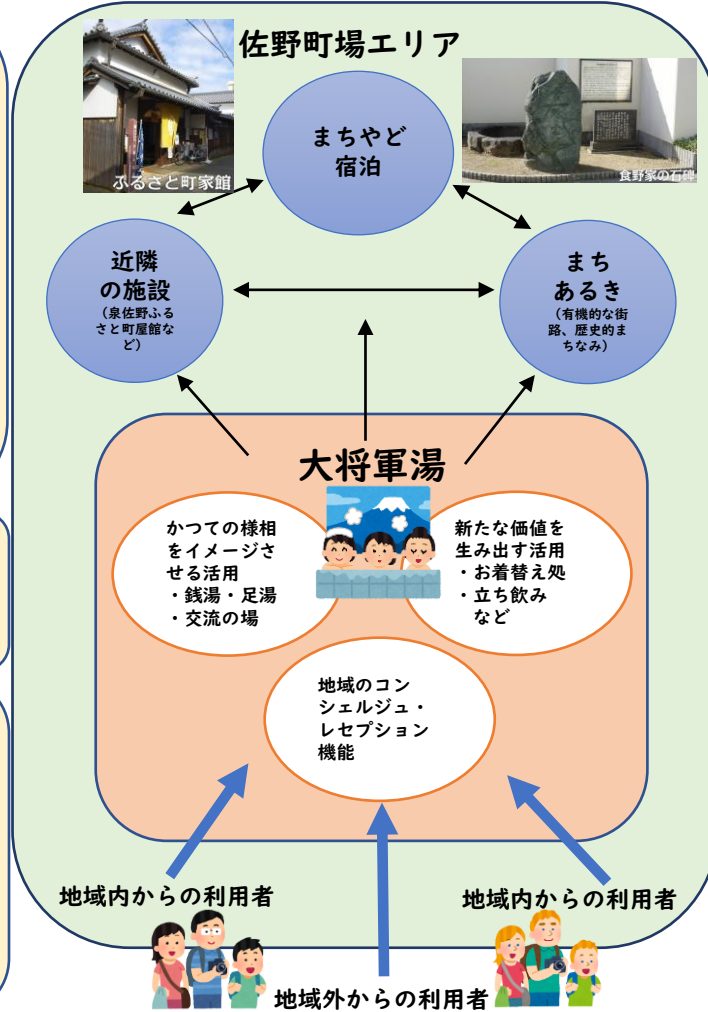 佐野町場エリア
ふるさと町家館
食野家の石碑
まちやど
宿泊
近隣
の施設
（泉佐野ふる
さと町屋館な
ど）
まち
あるき
（有機的な街
路、歴史的ま
ちなみ）
大将軍湯
かつての様相
をイメージさ
せる活用
・銭湯・足湯
・交流の場
新たな価値を
生み出す活用
・お着替え処
・立ち飲み
など
地域のコン
シェルジュ・
レセプション
機能
地域内からの利用者
地域内からの利用者
地域外からの利用者